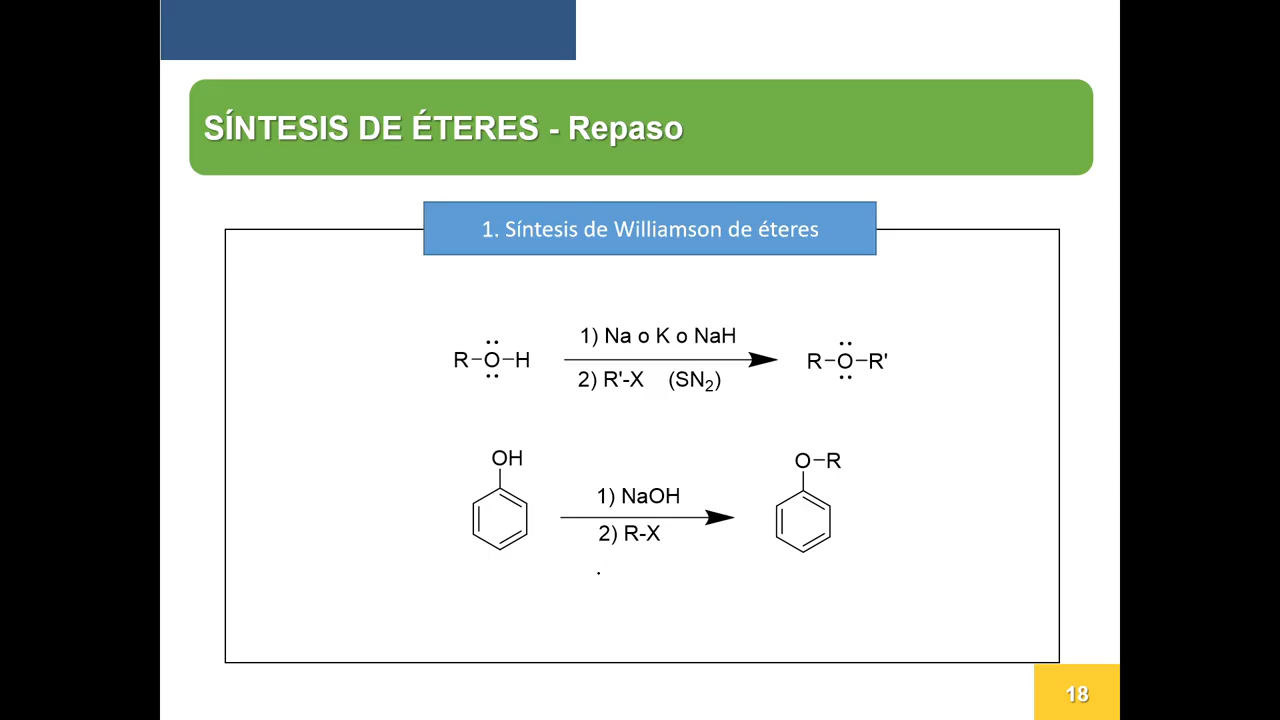 SÍNTESIS DE ÉTERES - Repaso
1. Síntesis de Williamson de éteres
1) Na o K o NaH
R-O-H
R-O-R'
2) R'-X (SN2)
OH
O-R
1) NaOH
2) R-X
18